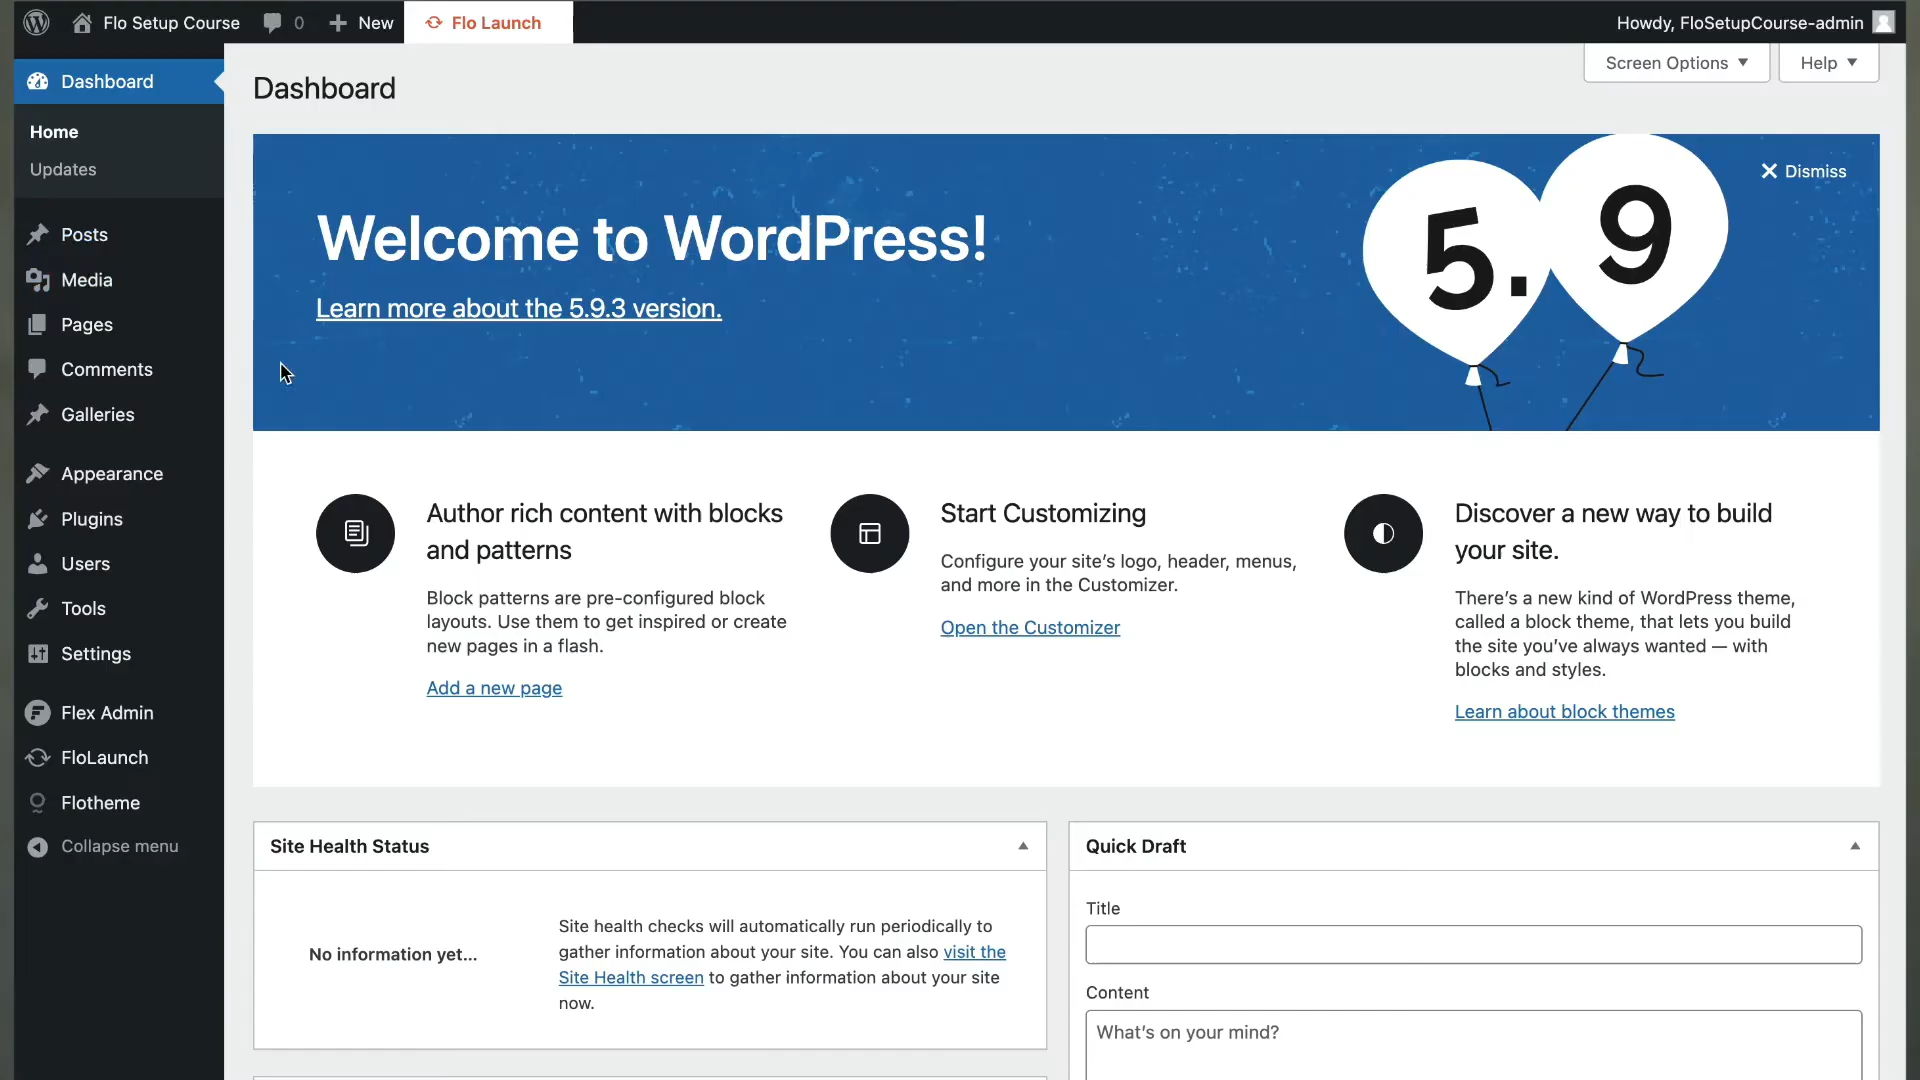 Flo Setup Course
0
New
Flo Launch
Howdy, FloSetupCourse-admin
Screen Options
Help
Dashboard
Home
Updates
Posts
Media
Pages
Comments
Galleries
Appearance
Plugins
Users
Tools
Settings
Flex Admin
FloLaunch
Flotheme
Collapse menu
Dashboard
Dismiss
Welcome to WordPress!
Learn more about the 5.9.3 version.
5.9
Author rich content with blocks
and patterns
Block patterns are pre-configured block
layouts. Use them to get inspired or create
new pages in a flash.
Add a new page
Start Customizing
Configure your site's logo, header, menus,
and more in the Customizer.
Open the Customizer
Discover a new way to build
your site.
There's a new kind of WordPress theme,
called a block theme, that lets you build
the site you've always wanted — with
blocks and styles.
Learn about block themes
Site Health Status
No information yet...
Site health checks will automatically run periodically to
gather information about your site. You can also visit the
Site Health screen to gather information about your site
now.
Quick Draft
Title
Content
What's on your mind?